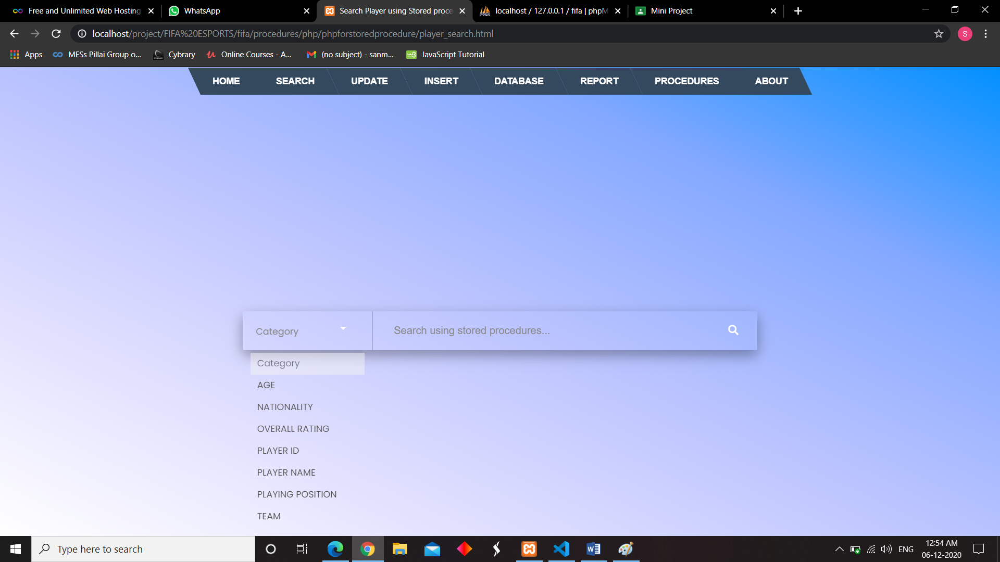 Free and Unlimited Web Hosting
WhatsApp
Search Player using Stored proce
localhost / 127.0.0.1 / fifa | phpM
Mini Project
localhost/project/FIFA%20ESPORTS/fifa/procedures/php/phpforstoredprocedure/player_search.html
S
Apps
MESs Pillai Group o...
Cybrary
Online Courses - A...
(no subject) - sanm...
JavaScript Tutorial
HOME
SEARCH
UPDATE
INSERT
DATABASE
REPORT
PROCEDURES
ABOUT
Category
Search using stored procedures...
Category
AGE
NATIONALITY
OVERALL RATING
PLAYER ID
PLAYER NAME
PLAYING POSITION
TEAM
Type here to search
ENG
12:54 AM
06-12-2020